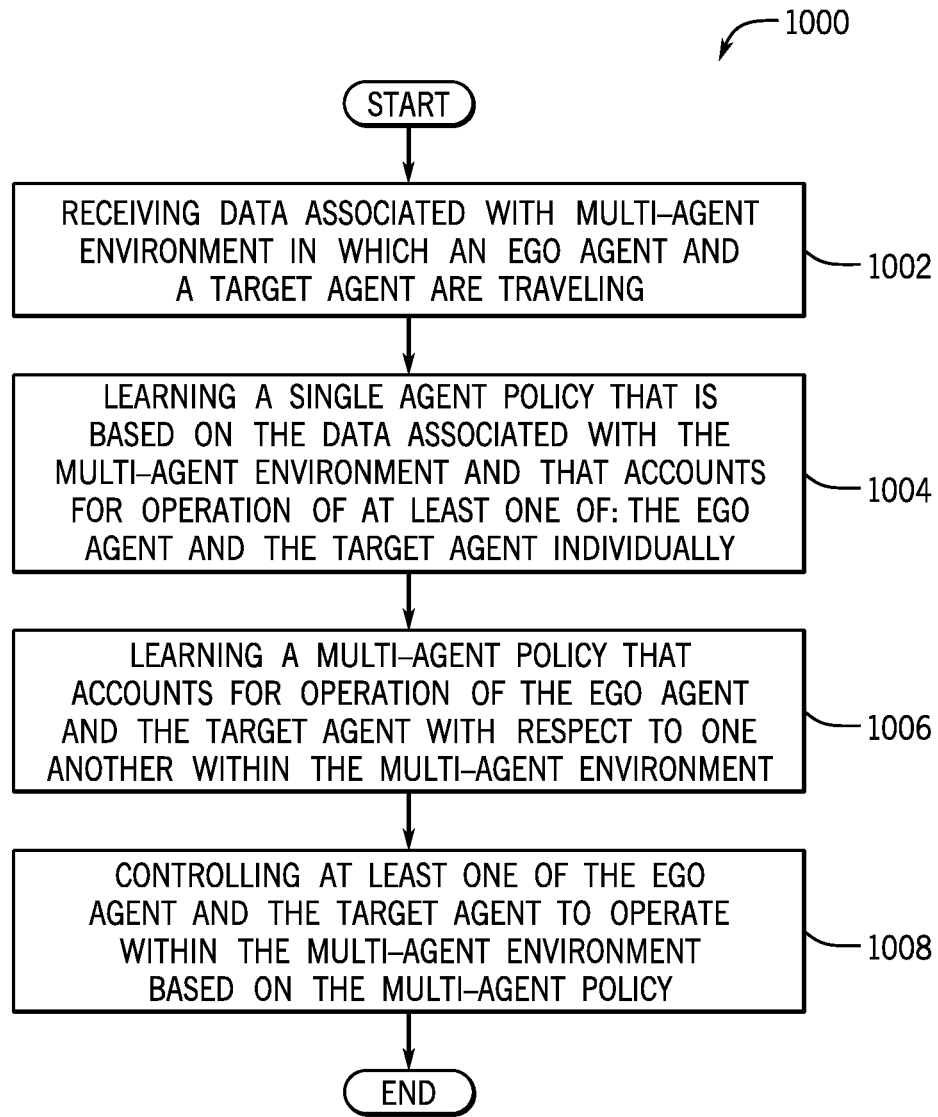 1000
START
RECEIVING DATA ASSOCIATED WITH MULTI–AGENT
ENVIRONMENT IN WHICH AN EGO AGENT AND
A TARGET AGENT ARE TRAVELING
1002
LEARNING A SINGLE AGENT POLICY THAT IS
BASED ON THE DATA ASSOCIATED WITH THE
MULTI–AGENT ENVIRONMENT AND THAT ACCOUNTS
FOR OPERATION OF AT LEAST ONE OF: THE EGO
AGENT AND THE TARGET AGENT INDIVIDUALLY
1004
LEARNING A MULTI–AGENT POLICY THAT
ACCOUNTS FOR OPERATION OF THE EGO AGENT
AND THE TARGET AGENT WITH RESPECT TO ONE
ANOTHER WITHIN THE MULTI–AGENT ENVIRONMENT
1006
CONTROLLING AT LEAST ONE OF THE EGO
AGENT AND THE TARGET AGENT TO OPERATE
WITHIN THE MULTI–AGENT ENVIRONMENT
BASED ON THE MULTI–AGENT POLICY
1008
END